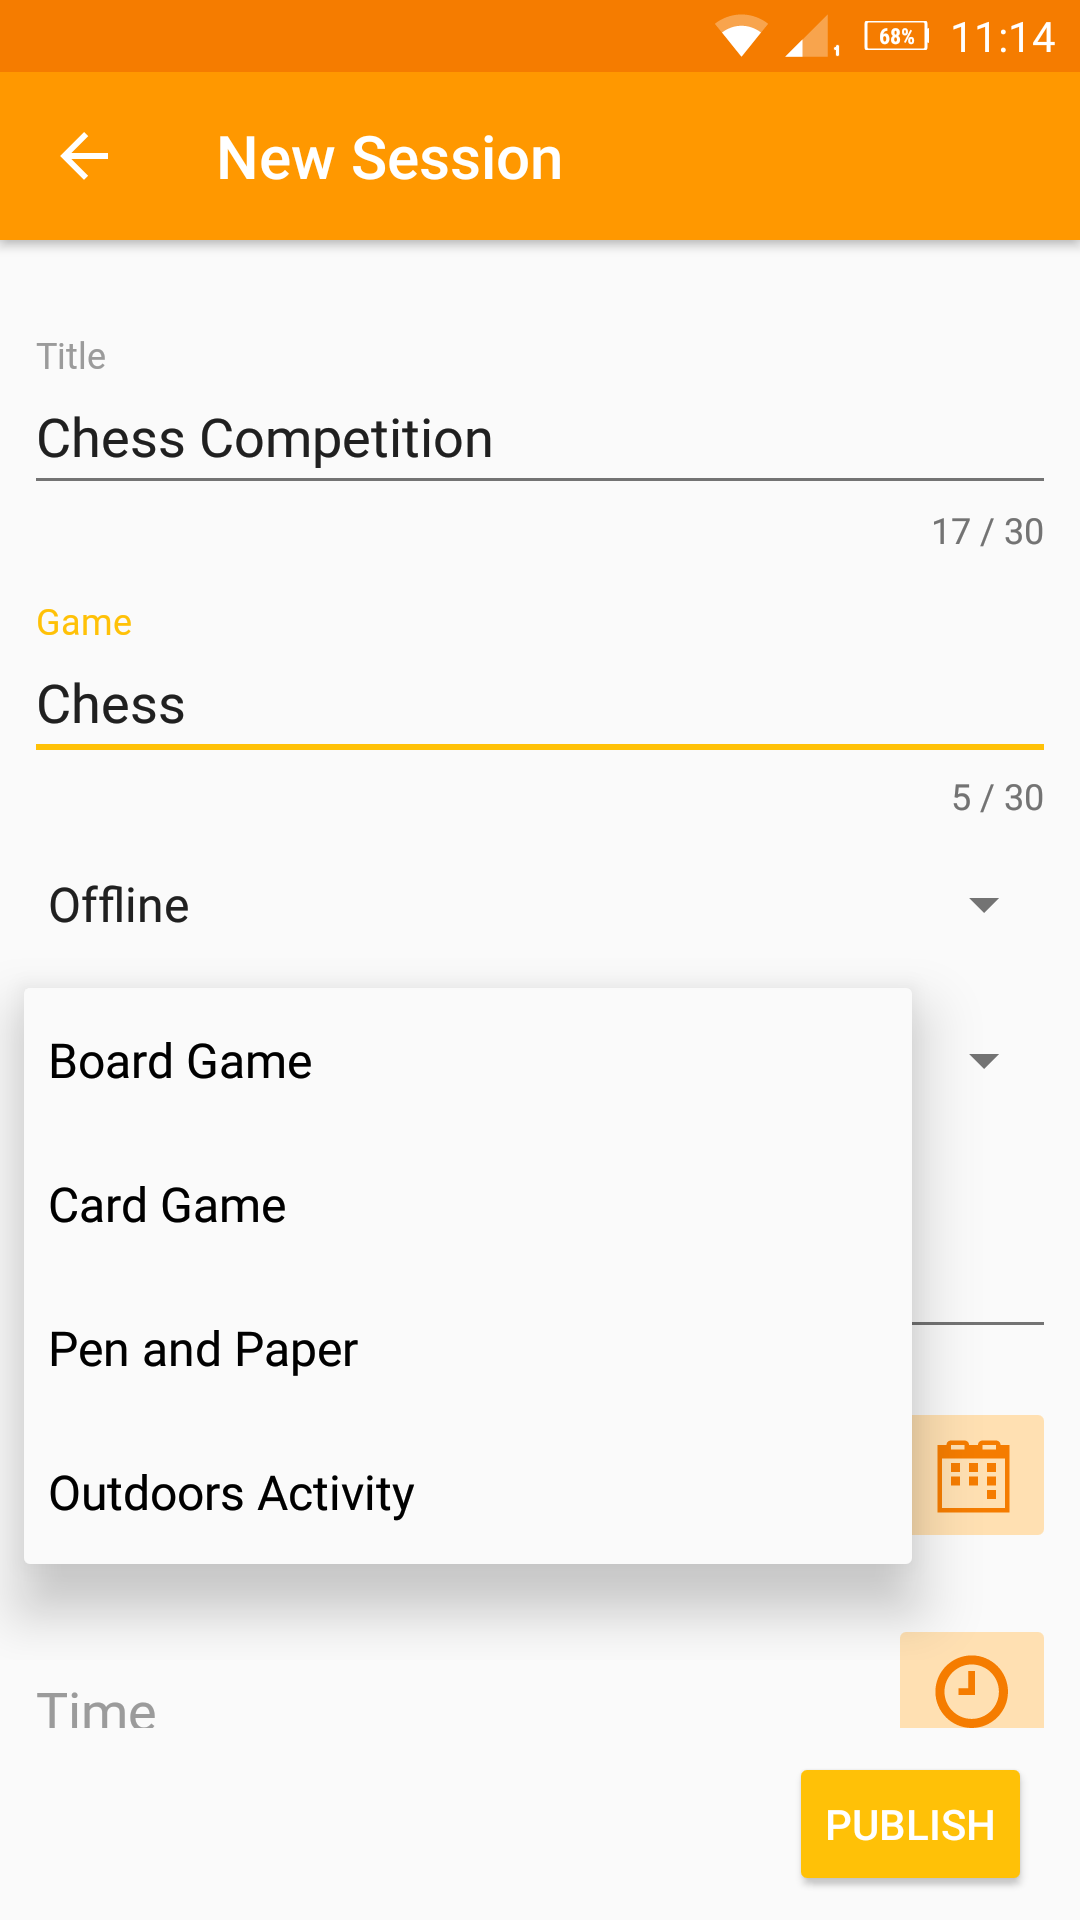 68% 11:14
New Session
Title
Chess Competition
17 / 30
Game
Chess
5 / 30
Offline
Board Game
Card Game
Pen and Paper
Outdoors Activity
Time
PUBLISH